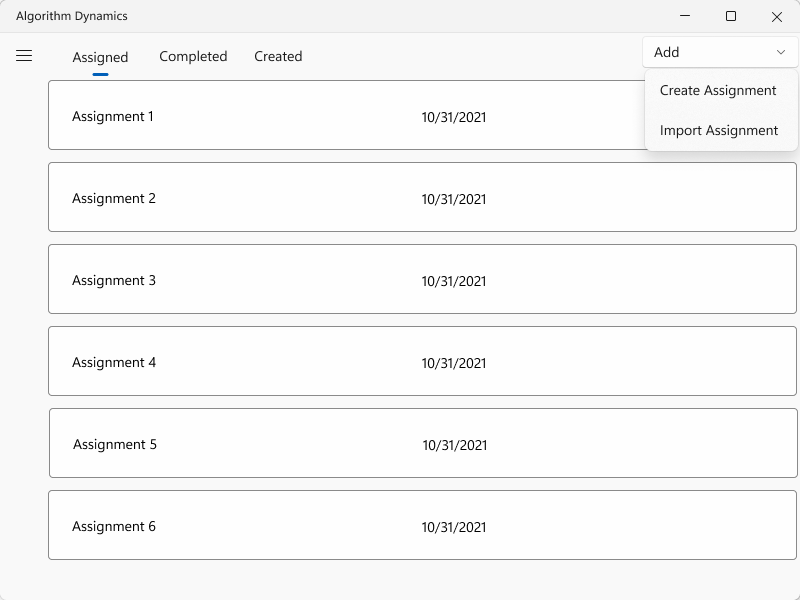 Algorithm Dynamics
Assigned Completed Created Add
Create Assignment
Import Assignment
Assignment 1 10/31/2021
Assignment 2 10/31/2021
Assignment 3 10/31/2021
Assignment 4 10/31/2021
Assignment 5 10/31/2021
Assignment 6 10/31/2021